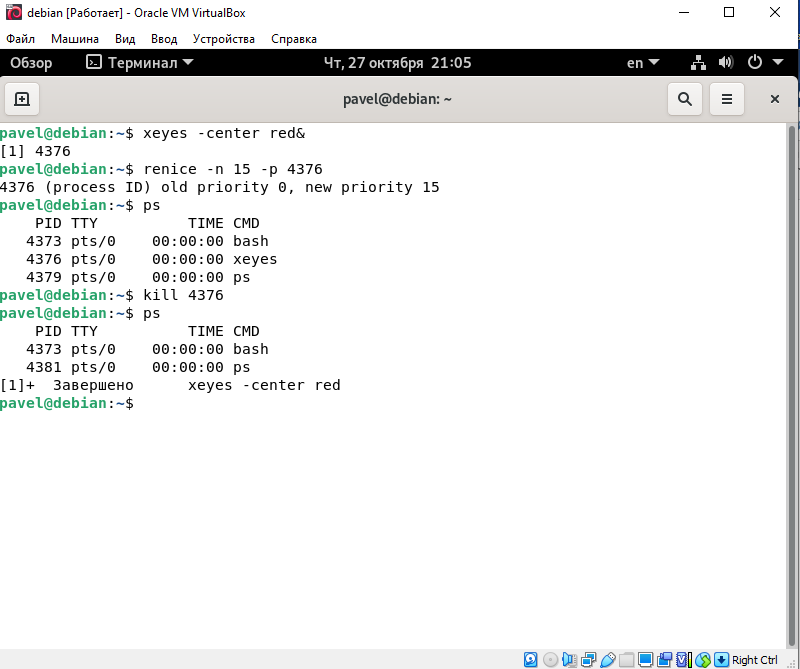 debian [Работает] - Oracle VM VirtualBox
Файл Машина Вид Ввод Устройства Справка
Обзор Терминал Чт, 27 октября 21:05 en
pavel@debian: ~
pavel@debian:~$ xeyes -center red&
[1] 4376
pavel@debian:~$ renice -n 15 -p 4376
4376 (process ID) old priority 0, new priority 15
pavel@debian:~$ ps
    PID TTY          TIME CMD
   4373 pts/0    00:00:00 bash
   4376 pts/0    00:00:00 xeyes
   4379 pts/0    00:00:00 ps
pavel@debian:~$ kill 4376
pavel@debian:~$ ps
    PID TTY          TIME CMD
   4373 pts/0    00:00:00 bash
   4381 pts/0    00:00:00 ps
[1]+  Завершено      xeyes -center red
pavel@debian:~$
Right Ctrl